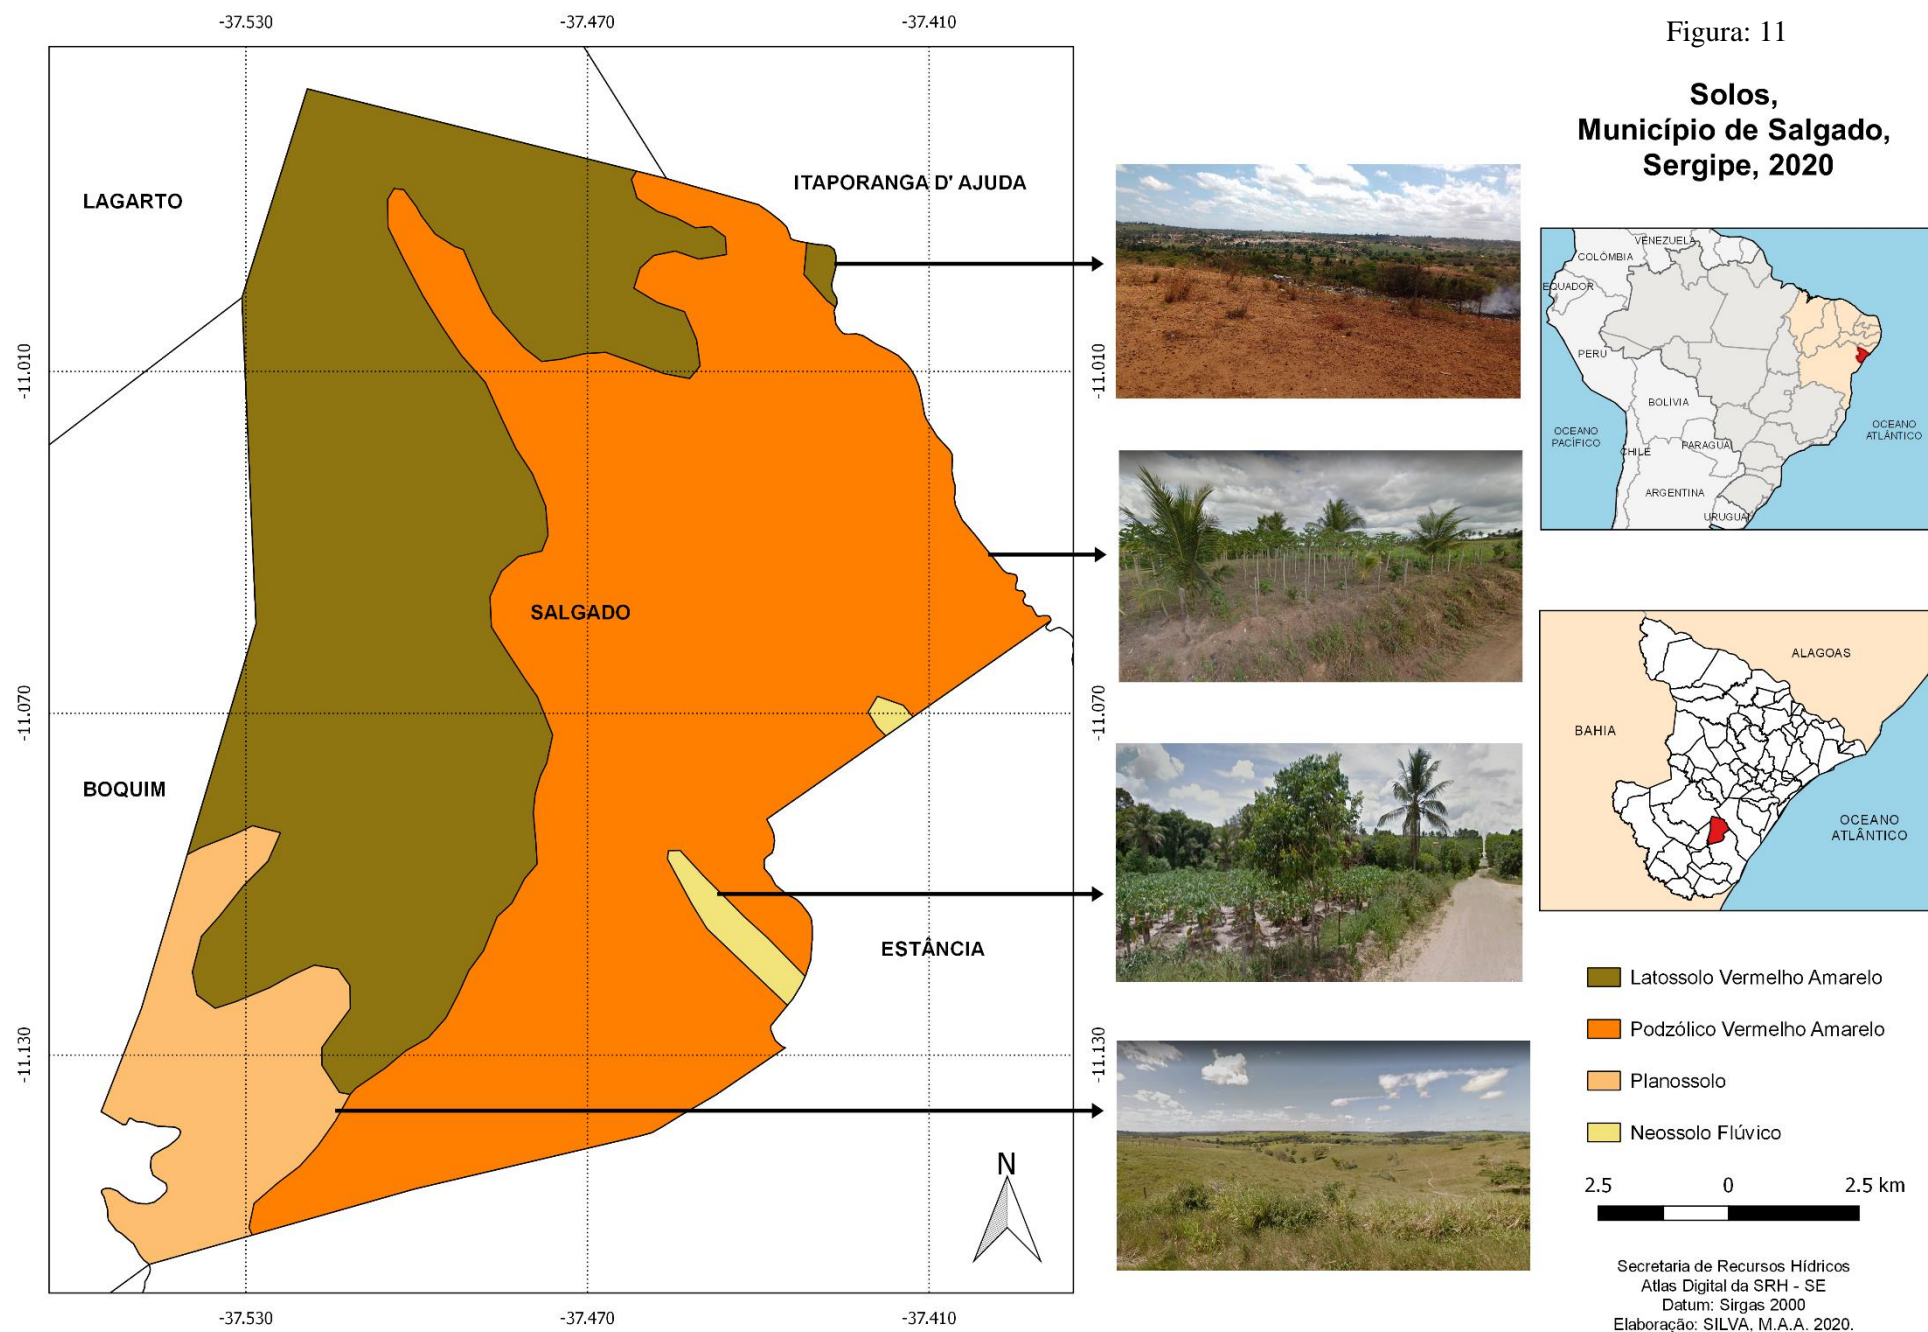 Figura: 11
Solos,
Município de Salgado,
Sergipe, 2020
-37.530
-37.470
-37.410
LAGARTO
ITAPORANGA D' AJUDA
-11.010
-11.010
SALGADO
-11.070
-11.070
BOQUIM
ESTÂNCIA
-11.130
-11.130
N
-37.530
-37.470
-37.410
VENEZUELA
COLÔMBIA
EQUADOR
PERU
BOLÍVIA
OCEANO
PACÍFICO
OCEANO
ATLÂNTICO
PARAGUAI
CHILE
ARGENTINA
URUGUAI
ALAGOAS
BAHIA
OCEANO
ATLÂNTICO
Latossolo Vermelho Amarelo
Podzólico Vermelho Amarelo
Planossolo
Neossolo Flúvico
2.5 0 2.5 km
Secretaria de Recursos Hídricos
Atlas Digital da SRH - SE
Datum: Sirgas 2000
Elaboração: SILVA, M.A.A. 2020.